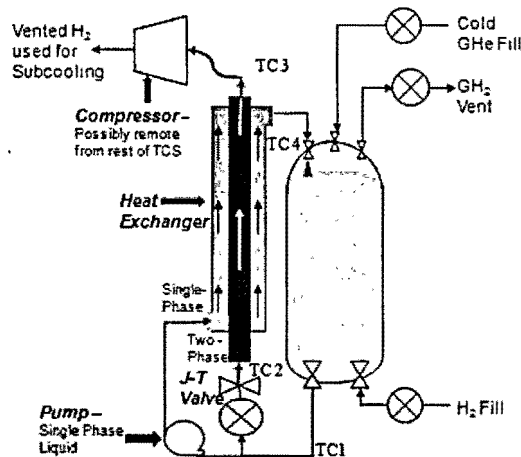 Vented H2
used for
Subcooling
Compressor–
Possibly remote
from rest of TCS
TC3
Cold
GHe Fill
GH2
Vent
TC4
Heat
Exchanger
Single-
Phase
Two-
Phase
TC2
J-T
Valve
Pump–
Single Phase
Liquid
TC1
H2 Fill